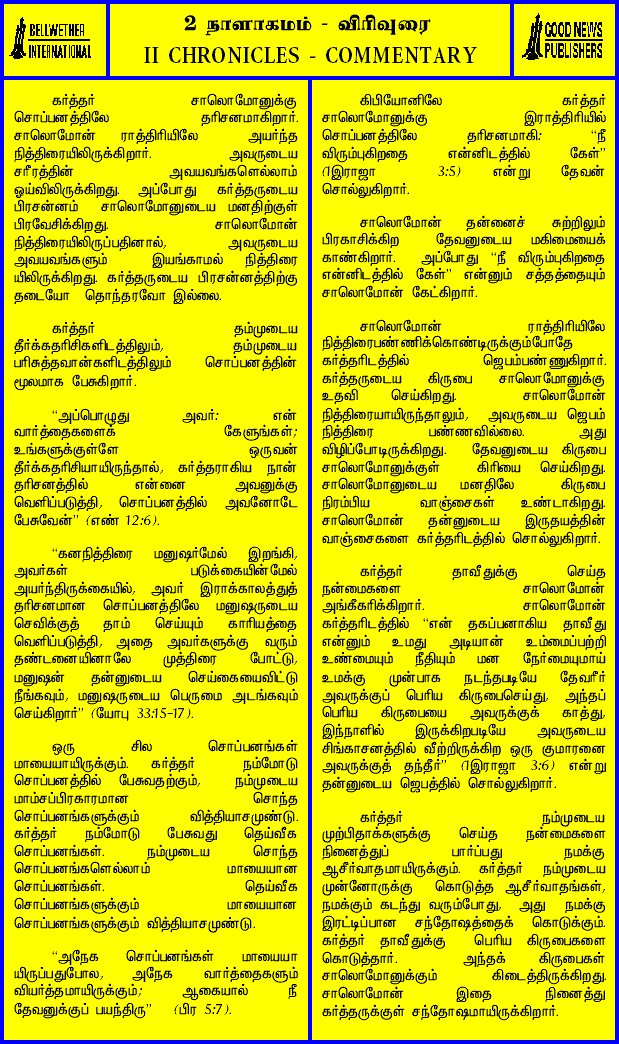 BELLWETHER
INTERNATIONAL
2 நாளாகமம் - விரிவுரை
II CHRONICLES - COMMENTARY
GOOD NEWS
PUBLISHERS
கர்த்தர் சாலொமோனுக்கு
சொப்பனத்திலே தரிசனமாகிறார்.
சாலொமோன் ராத்திரியிலே அயர்ந்த
நித்திரையிலிருக்கிறார். அவருடைய
சரீரத்தின் அவயவங்களெல்லாம்
ஓய்விலிருக்கிறது. அப்போது கர்த்தருடைய
பிரசன்னம் சாலொமோனுடைய மனதிற்குள்
பிரவேசிக்கிறது. சாலொமோன்
நித்திரையிலிருப்பதினால், அவருடைய
அவயவங்களும் இயங்காமல் நித்திரை
யிலிருக்கிறது. கர்த்தருடைய பிரசன்னத்திற்கு
தடையோ தொந்தரவோ இல்லை.
கர்த்தர் தம்முடைய
தீர்க்கதரிசிகளிடத்திலும், தம்முடைய
பரிசுத்தவான்களிடத்திலும் சொப்பனத்தின்
மூலமாக பேசுகிறார்.
“அப்பொழுது அவர்: என்
வார்த்தைகளைக் கேளுங்கள்;
உங்களுக்குள்ளே ஒருவன்
தீர்க்கதரிசியாயிருந்தால், கர்த்தராகிய நான்
தரிசனத்தில் என்னை அவனுக்கு
வெளிப்படுத்தி, சொப்பனத்தில் அவனோடே
பேசுவேன்” (எண் 12:6).
“கனநித்திரை மனுஷர்மேல் இறங்கி,
அவர்கள் படுக்கையின்மேல்
அயர்ந்திருக்கையில், அவர் இராக்காலத்துத்
தரிசனமான சொப்பனத்திலே மனுஷருடைய
செவிக்குத் தாம் செய்யும் காரியத்தை
வெளிப்படுத்தி, அதை அவர்களுக்கு வரும்
தண்டனையினாலே முத்திரை போட்டு,
மனுஷன் தன்னுடைய செய்கையைவிட்டு
நீங்கவும், மனுஷருடைய பெருமை அடங்கவும்
செய்கிறார்” (யோபு 33:15-17).
ஒரு சில சொப்பனங்கள்
மாயையாயிருக்கும். கர்த்தர் நம்மோடு
சொப்பனத்தில் பேசுவதற்கும், நம்முடைய
மாம்சப்பிரகாரமான சொந்த
சொப்பனங்களுக்கும் வித்தியாசமுண்டு.
கர்த்தர் நம்மோடு பேசுவது தெய்வீக
சொப்பனங்கள். நம்முடைய சொந்த
சொப்பனங்களெல்லாம் மாயையான
சொப்பனங்கள். தெய்வீக
சொப்பனங்களுக்கும் மாயையான
சொப்பனங்களுக்கும் வித்தியாசமுண்டு.
“அநேக சொப்பனங்கள் மாயையா
யிருப்பதுபோல, அநேக வார்த்தைகளும்
வியர்த்தமாயிருக்கும்; ஆகையால் நீ
தேவனுக்குப் பயந்திரு” (பிர 5:7).
கிபியோனிலே கர்த்தர்
சாலொமோனுக்கு இராத்திரியில்
சொப்பனத்திலே தரிசனமாகி: “நீ
விரும்புகிறதை என்னிடத்தில் கேள்”
(1இராஜா 3:5) என்று தேவன்
சொல்லுகிறார்.
சாலொமோன் தன்னைச் சுற்றிலும்
பிரகாசிக்கிற தேவனுடைய மகிமையைக்
காண்கிறார். அப்போது “நீ விரும்புகிறதை
என்னிடத்தில் கேள்” என்னும் சத்தத்தையும்
சாலொமோன் கேட்கிறார்.
சாலொமோன் ராத்திரியிலே
நித்திரைபண்ணிக்கொண்டிருக்கும்போதே
கர்த்தரிடத்தில் ஜெபம்பண்ணுகிறார்.
கர்த்தருடைய கிருபை சாலொமோனுக்கு
உதவி செய்கிறது. சாலொமோன்
நித்திரையாயிருந்தாலும், அவருடைய ஜெபம்
நித்திரை பண்ணவில்லை. அது
விழிப்போடிருக்கிறது. தேவனுடைய கிருபை
சாலொமோனுக்குள் கிரியை செய்கிறது.
சாலொமோனுடைய மனதிலே கிருபை
நிரம்பிய வாஞ்சைகள் உண்டாகிறது.
சாலொமோன் தன்னுடைய இருதயத்தின்
வாஞ்சைகளை கர்த்தரிடத்தில் சொல்லுகிறார்.
கர்த்தர் தாவீதுக்கு செய்த
நன்மைகளை சாலொமோன்
அங்கீகரிக்கிறார். சாலொமோன்
கர்த்தரிடத்தில் “என் தகப்பனாகிய தாவீது
என்னும் உமது அடியான் உம்மைப்பற்றி
உண்மையும் நீதியும் மன நேர்மையுமாய்
உமக்கு முன்பாக நடந்தபடியே தேவரீர்
அவருக்குப் பெரிய கிருபைசெய்து, அந்தப்
பெரிய கிருபையை அவருக்குக் காத்து,
இந்நாளில் இருக்கிறபடியே அவருடைய
சிங்காசனத்தில் வீற்றிருக்கிற ஒரு குமாரனை
அவருக்குத் தந்தீர்” (1இராஜா 3:6) என்று
தன்னுடைய ஜெபத்தில் சொல்லுகிறார்.
கர்த்தர் நம்முடைய
முற்பிதாக்களுக்கு செய்த நன்மைகளை
நினைத்துப் பார்ப்பது நமக்கு
ஆசீர்வாதமாயிருக்கும். கர்த்தர் நம்முடைய
முன்னோருக்கு கொடுத்த ஆசீர்வாதங்கள்,
நமக்கும் கடந்து வரும்போது, அது நமக்கு
இரட்டிப்பான சந்தோஷத்தைக் கொடுக்கும்.
கர்த்தர் தாவீதுக்கு பெரிய கிருபைகளை
கொடுத்தார். அந்தக் கிருபைகள்
சாலொமோனுக்கும் கிடைத்திருக்கிறது.
சாலொமோன் இதை நினைத்து
கர்த்தருக்குள் சந்தோஷமாயிருக்கிறார்.